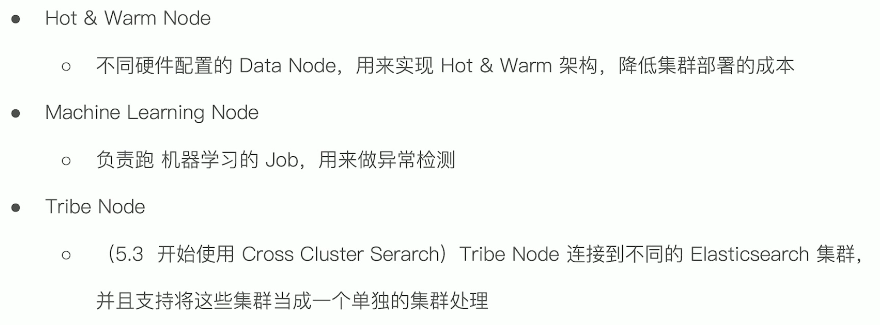 ● Hot & Warm Node
○ 不同硬件配置的 Data Node，用来实现 Hot & Warm 架构，降低集群部署的成本
● Machine Learning Node
○ 负责跑 机器学习的 Job，用来做异常检测
● Tribe Node
○ （5.3 开始使用 Cross Cluster Serarch）Tribe Node 连接到不同的 Elasticsearch 集群，
并且支持将这些集群当成一个单独的集群处理